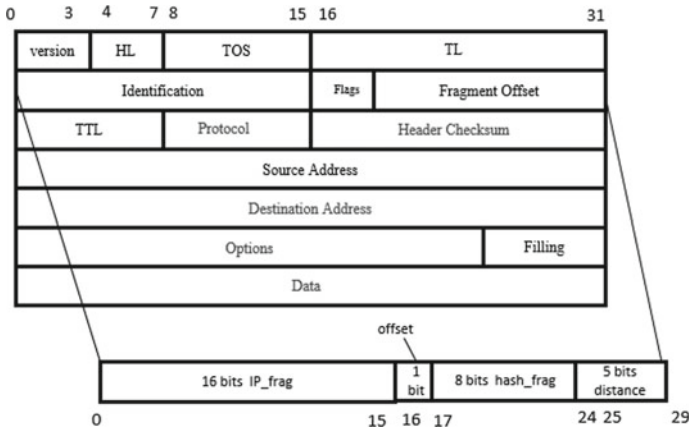 0 3 4 7 8 15 16 31
version HL TOS TL
Identification Flags Fragment Offset
TTL Protocol Header Checksum
Source Address
Destination Address
Options Filling
Data
offset
16 bits IP_frag 1 bit 8 bits hash_frag 5 bits distance
0 15 16 17 24 25 29